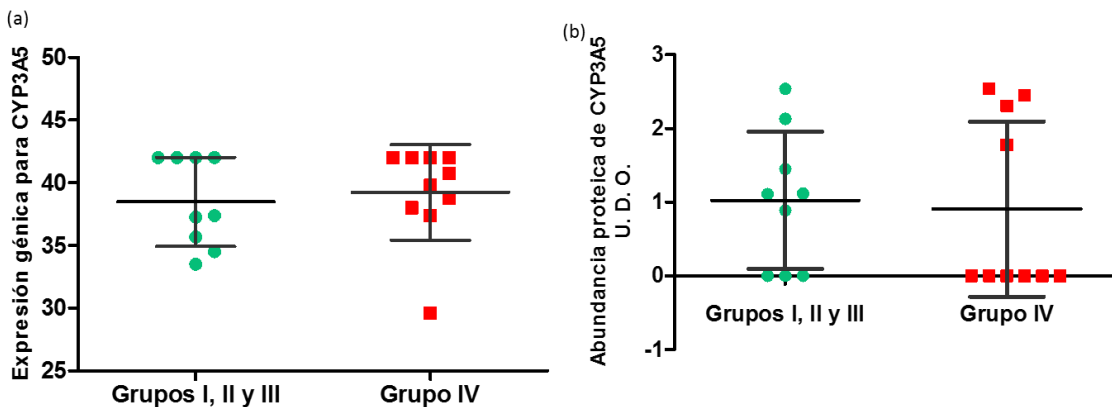 (a)
Expresión génica para CYP3A5
50
45
40
35
30
25
Grupos I, II y III
Grupo IV
(b)
Abundancia proteica de CYP3A5
U. D. O.
3
2
1
0
-1
Grupos I, II y III
Grupo IV